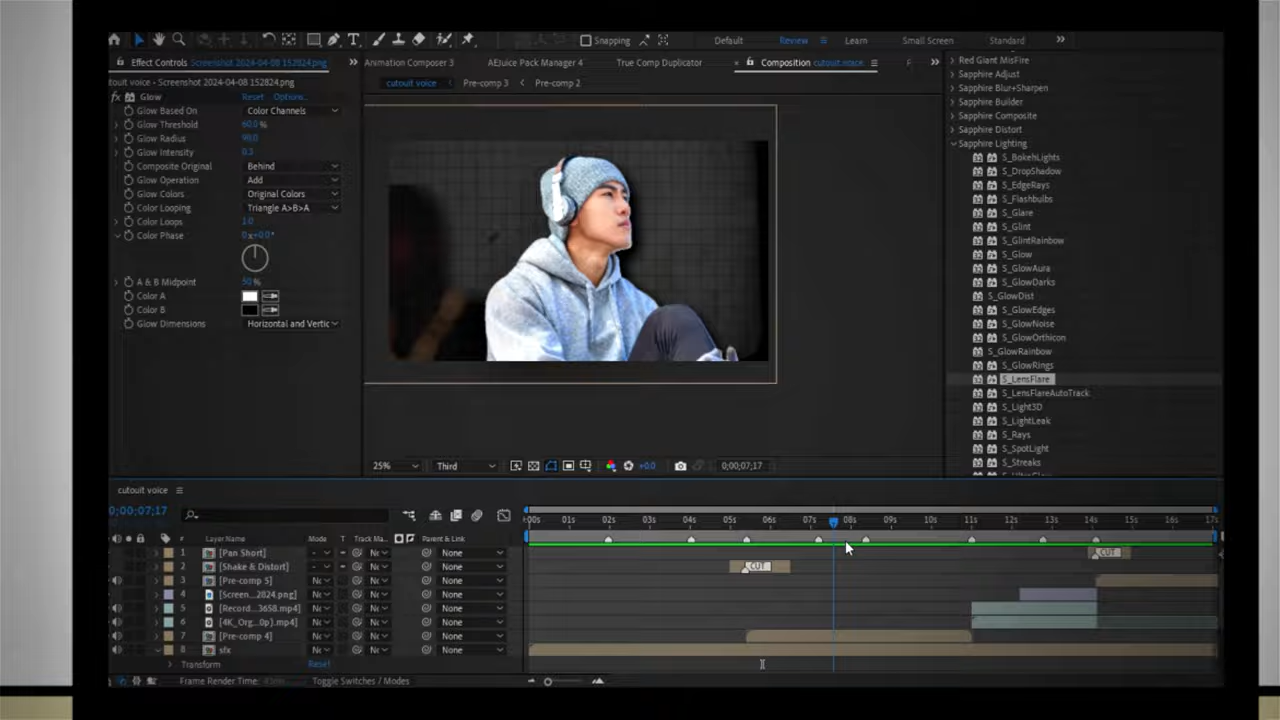 Snapping
Default
Review
Learn
Small Screen
Standard
Effect Controls Screenshot 2024-04-08 152824.png
Animation Composer 3
AEJuice Pack Manager 4
True Comp Duplicator
Composition cutout voice
cutout voice - Screenshot 2024-04-08 152824.png
cutout voice
Pre-comp 3
Pre-comp 2
fx Glow Reset Options..
Glow Based On Color Channels
Glow Threshold 60.0 %
Glow Radius 90.0
Glow Intensity 0.3
Composite Original Behind
Glow Operation Add
Glow Colors Original Colors
Color Looping Triangle A>B>A
Color Loops 1.0
Color Phase 0 x+0.0°
A & B Midpoint 50 %
Color A
Color B
Glow Dimensions Horizontal and Vertic
Red Giant MisFire
Sapphire Adjust
Sapphire Blur+Sharpen
Sapphire Builder
Sapphire Composite
Sapphire Distort
Sapphire Lighting
S_BokehLights
S_DropShadow
S_EdgeRays
S_Flashbulbs
S_Glare
S_Glint
S_GlintRainbow
S_Glow
S_GlowAura
S_GlowDarks
S_GlowDist
S_GlowEdges
S_GlowNoise
S_GlowOrthicon
S_GlowRainbow
S_GlowRings
S_LensFlare
S_LensFlareAutoTrack
S_Light3D
S_LightLeak
S_Rays
S_SpotLight
S_Streaks
25% Third +0.0 0;00;07;17
cutout voice
0;00;07;17
:00s 01s 02s 03s 04s 05s 06s 07s 08s 09s 10s 11s 12s 13s 14s 15s 16s 17s
# Layer Name Mode T Track Ma... Parent & Link
1 [Pan Short] - None CUT
2 [Shake & Distort] - None CUT
3 [Pre-comp 5] N None
4 [Screen...2824.png] N N None
5 [Record...3658.mp4] N N None
6 [4K_Org...0p).mp4] N N None
7 [Pre-comp 4] N N None
8 sfx N N None
Transform Reset
Frame Render Time:
Toggle Switches / Modes